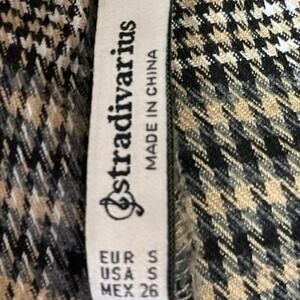 stradivarius
MADE IN CHINA
EUR S
USA S
MEX 26